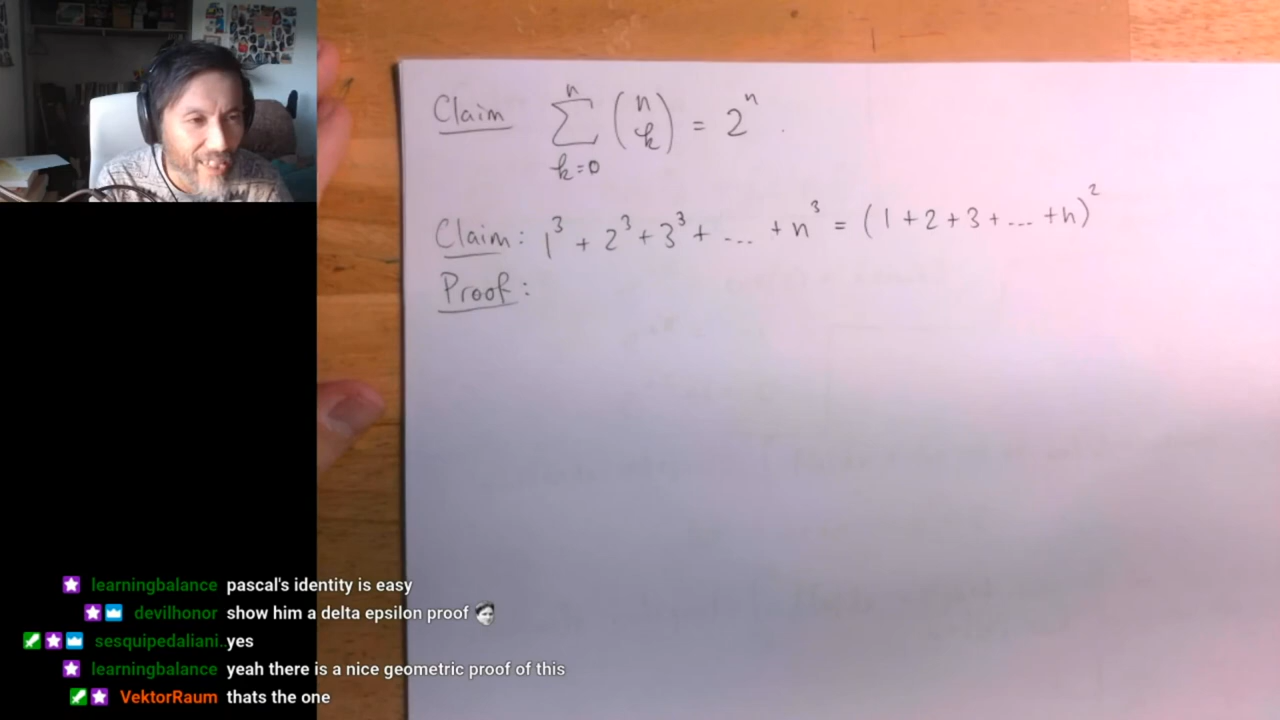 Claim \sum_{k=0}^{n} \binom{n}{k} = 2^n.
Claim: 1^3 + 2^3 + 3^3 + ... + n^3 = (1 + 2 + 3 + ... + n)^2
Proof:
learningbalance pascal's identity is easy
devilhonor show him a delta epsilon proof
sesquipedaliani.. yes
learningbalance yeah there is a nice geometric proof of this
VektorRaum thats the one